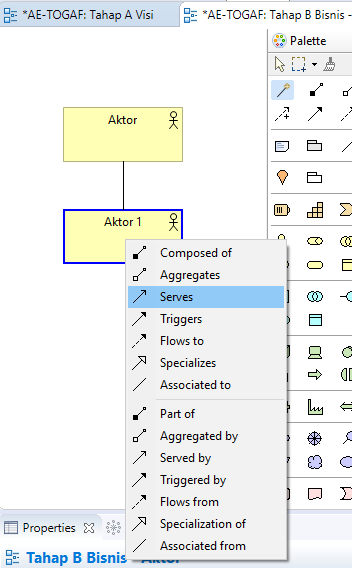 *AE-TOGAF: Tahap A Visi
*AE-TOGAF: Tahap B Bisnis -
Palette
Aktor
Aktor 1
Composed of
Aggregates
Serves
Triggers
Flows to
Specializes
Associated to
Part of
Aggregated by
Served by
Triggered by
Flows from
Specialization of
Associated from
Properties
Tahap B Bisnis - Aktor